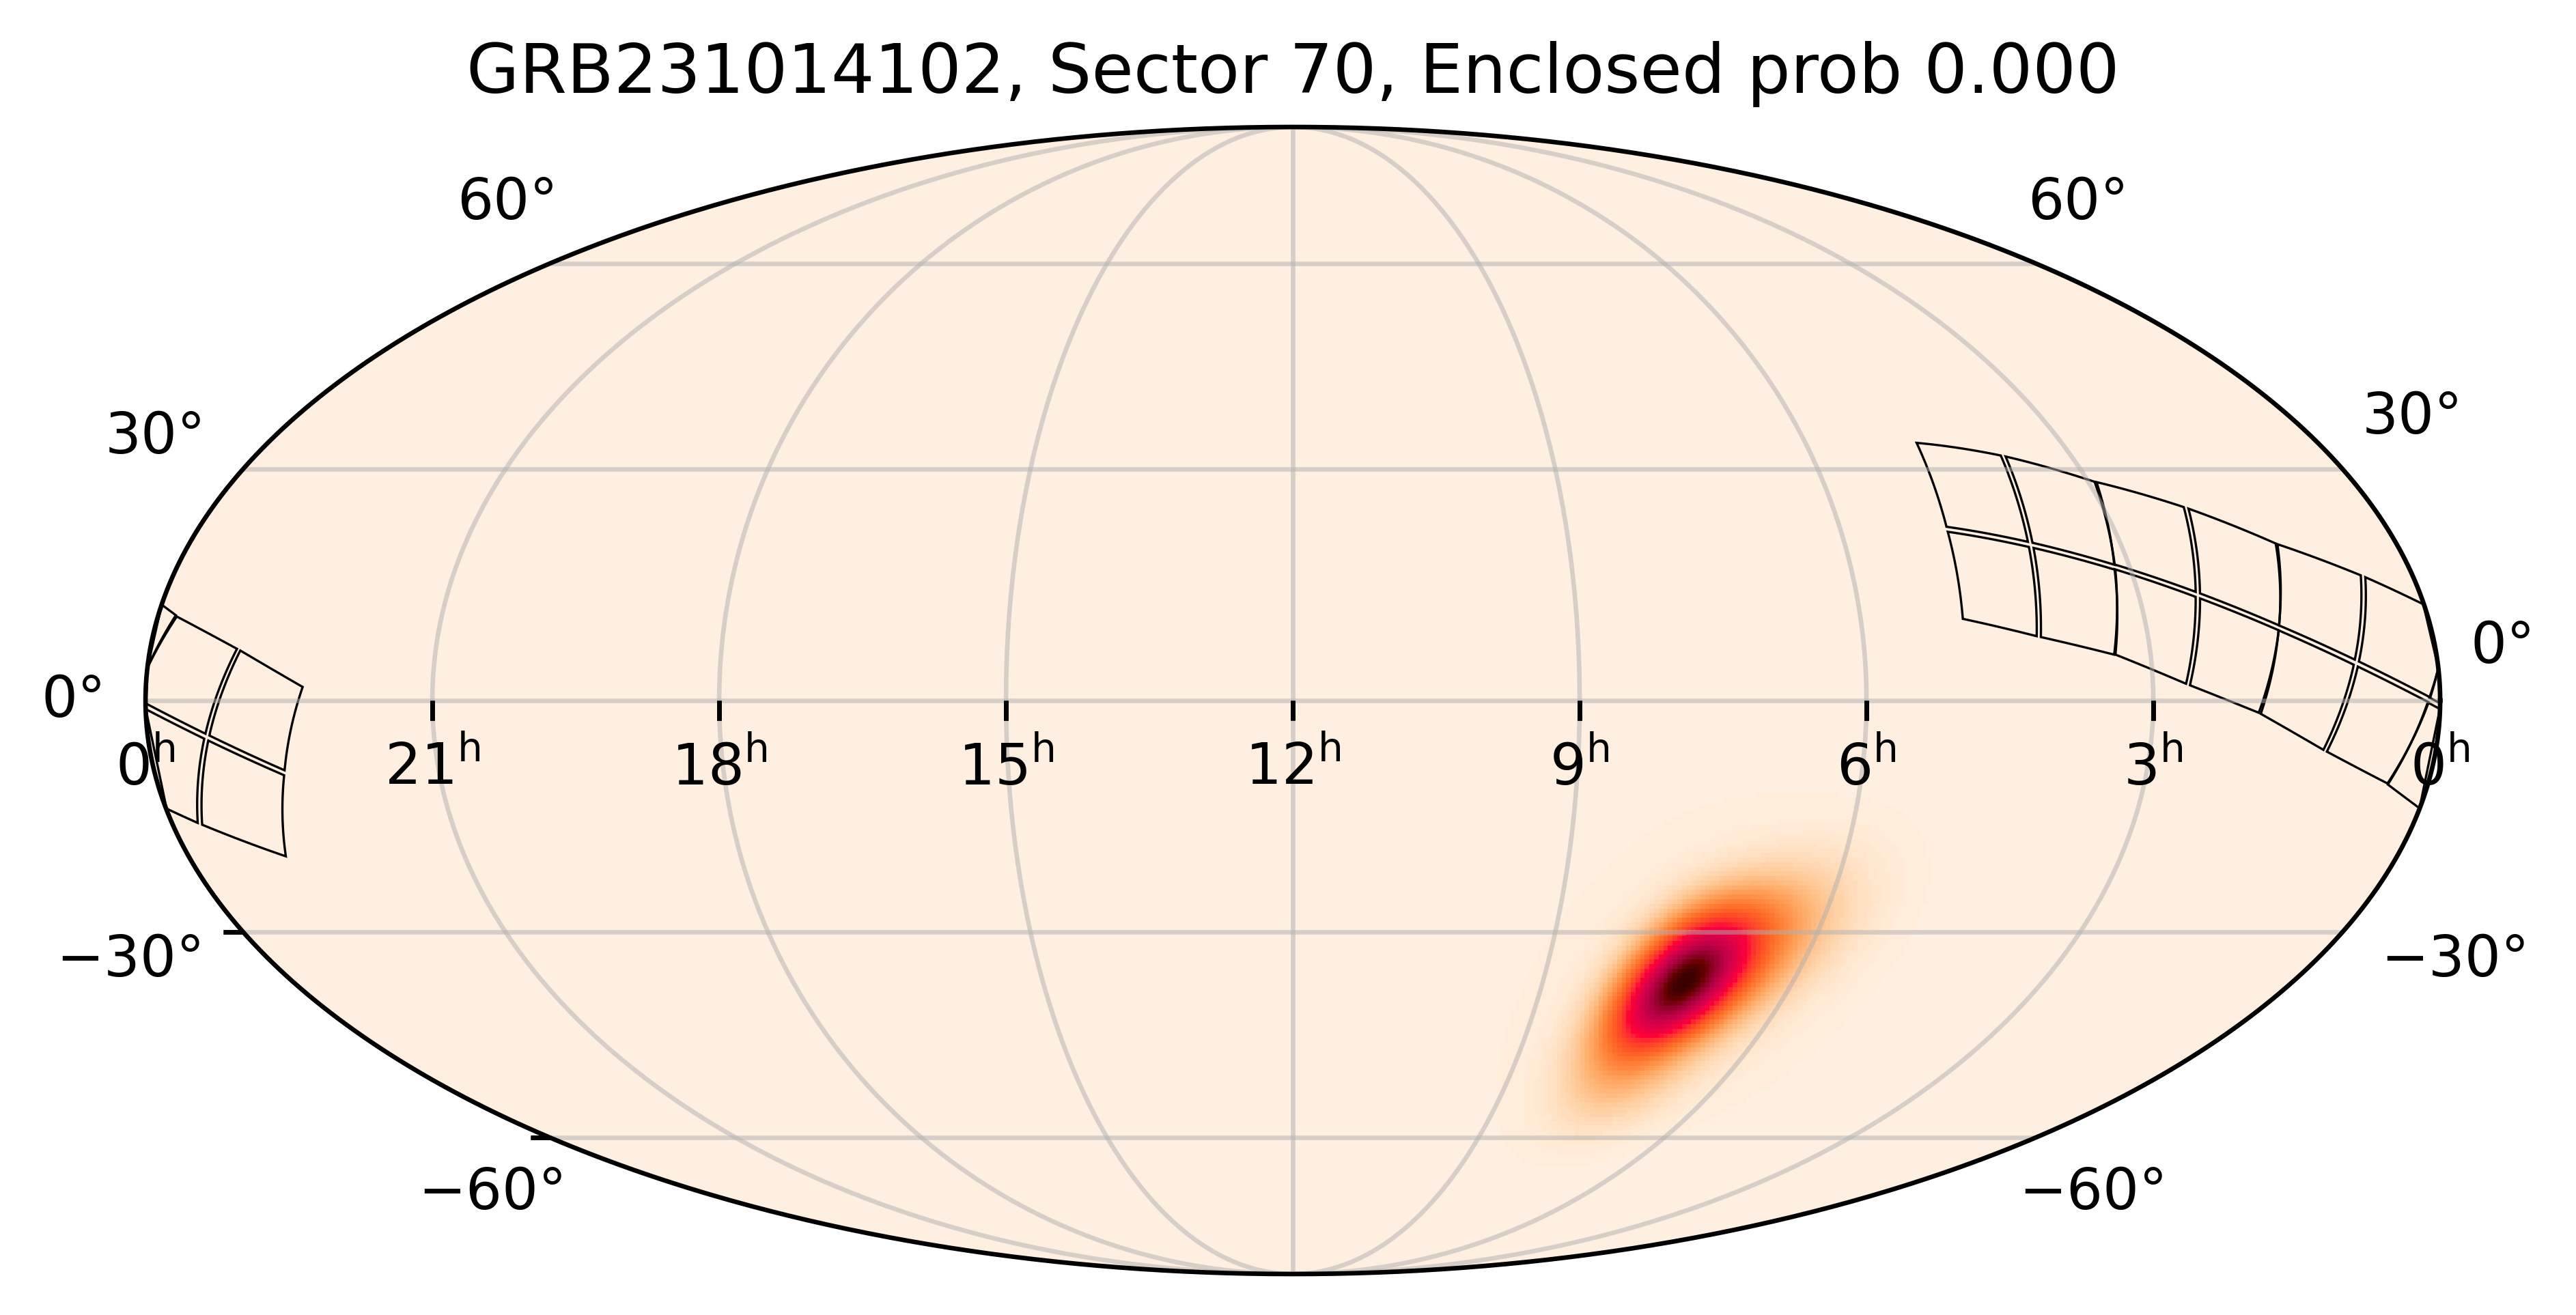 GRB231014102, Sector 70, Enclosed prob 0.000
60° 60°
30° 30°
0° 0°
0ʰ 21ʰ 18ʰ 15ʰ 12ʰ 9ʰ 6ʰ 3ʰ 0ʰ
−30° −30°
−60° −60°